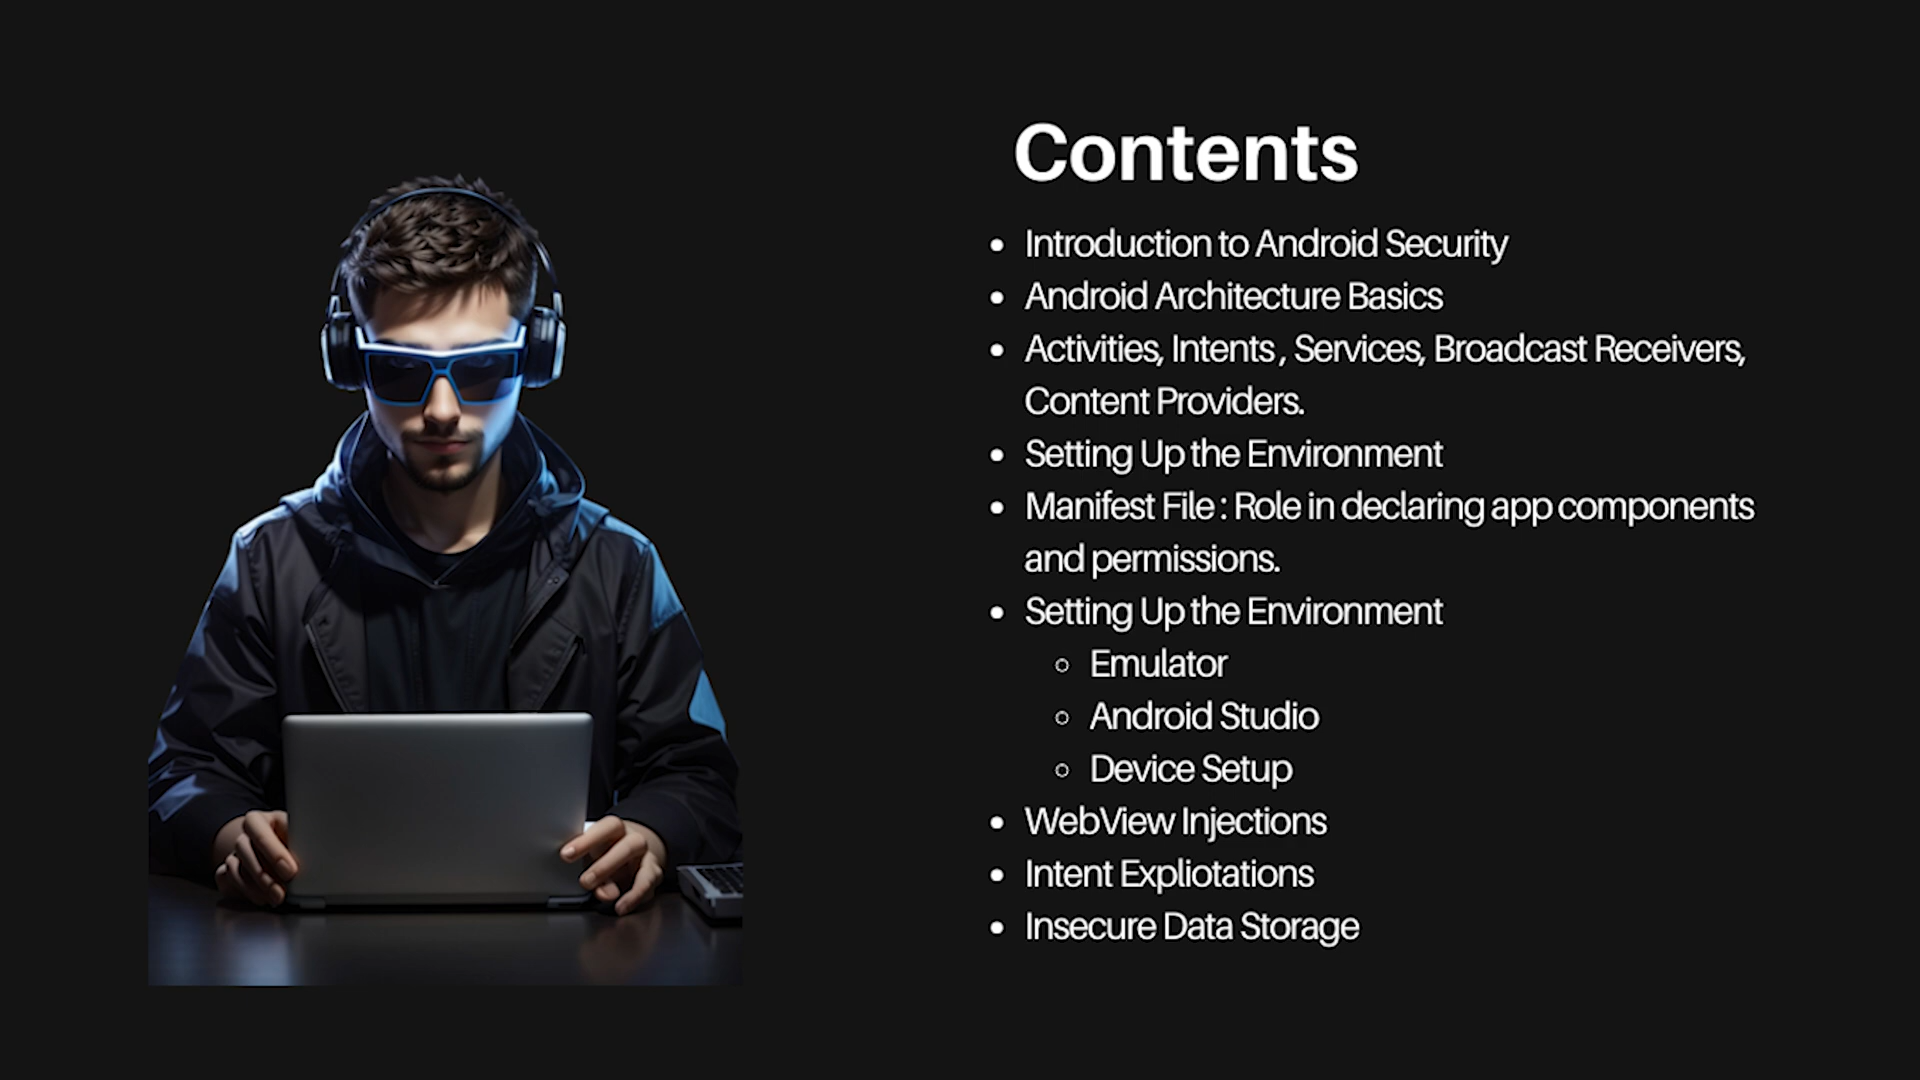 Contents
• Introduction to Android Security
• Android Architecture Basics
• Activities, Intents , Services, Broadcast Receivers,
Content Providers.
• Setting Up the Environment
• Manifest File : Role in declaring app components
and permissions.
• Setting Up the Environment
◦ Emulator
◦ Android Studio
◦ Device Setup
• WebView Injections
• Intent Expliotations
• Insecure Data Storage